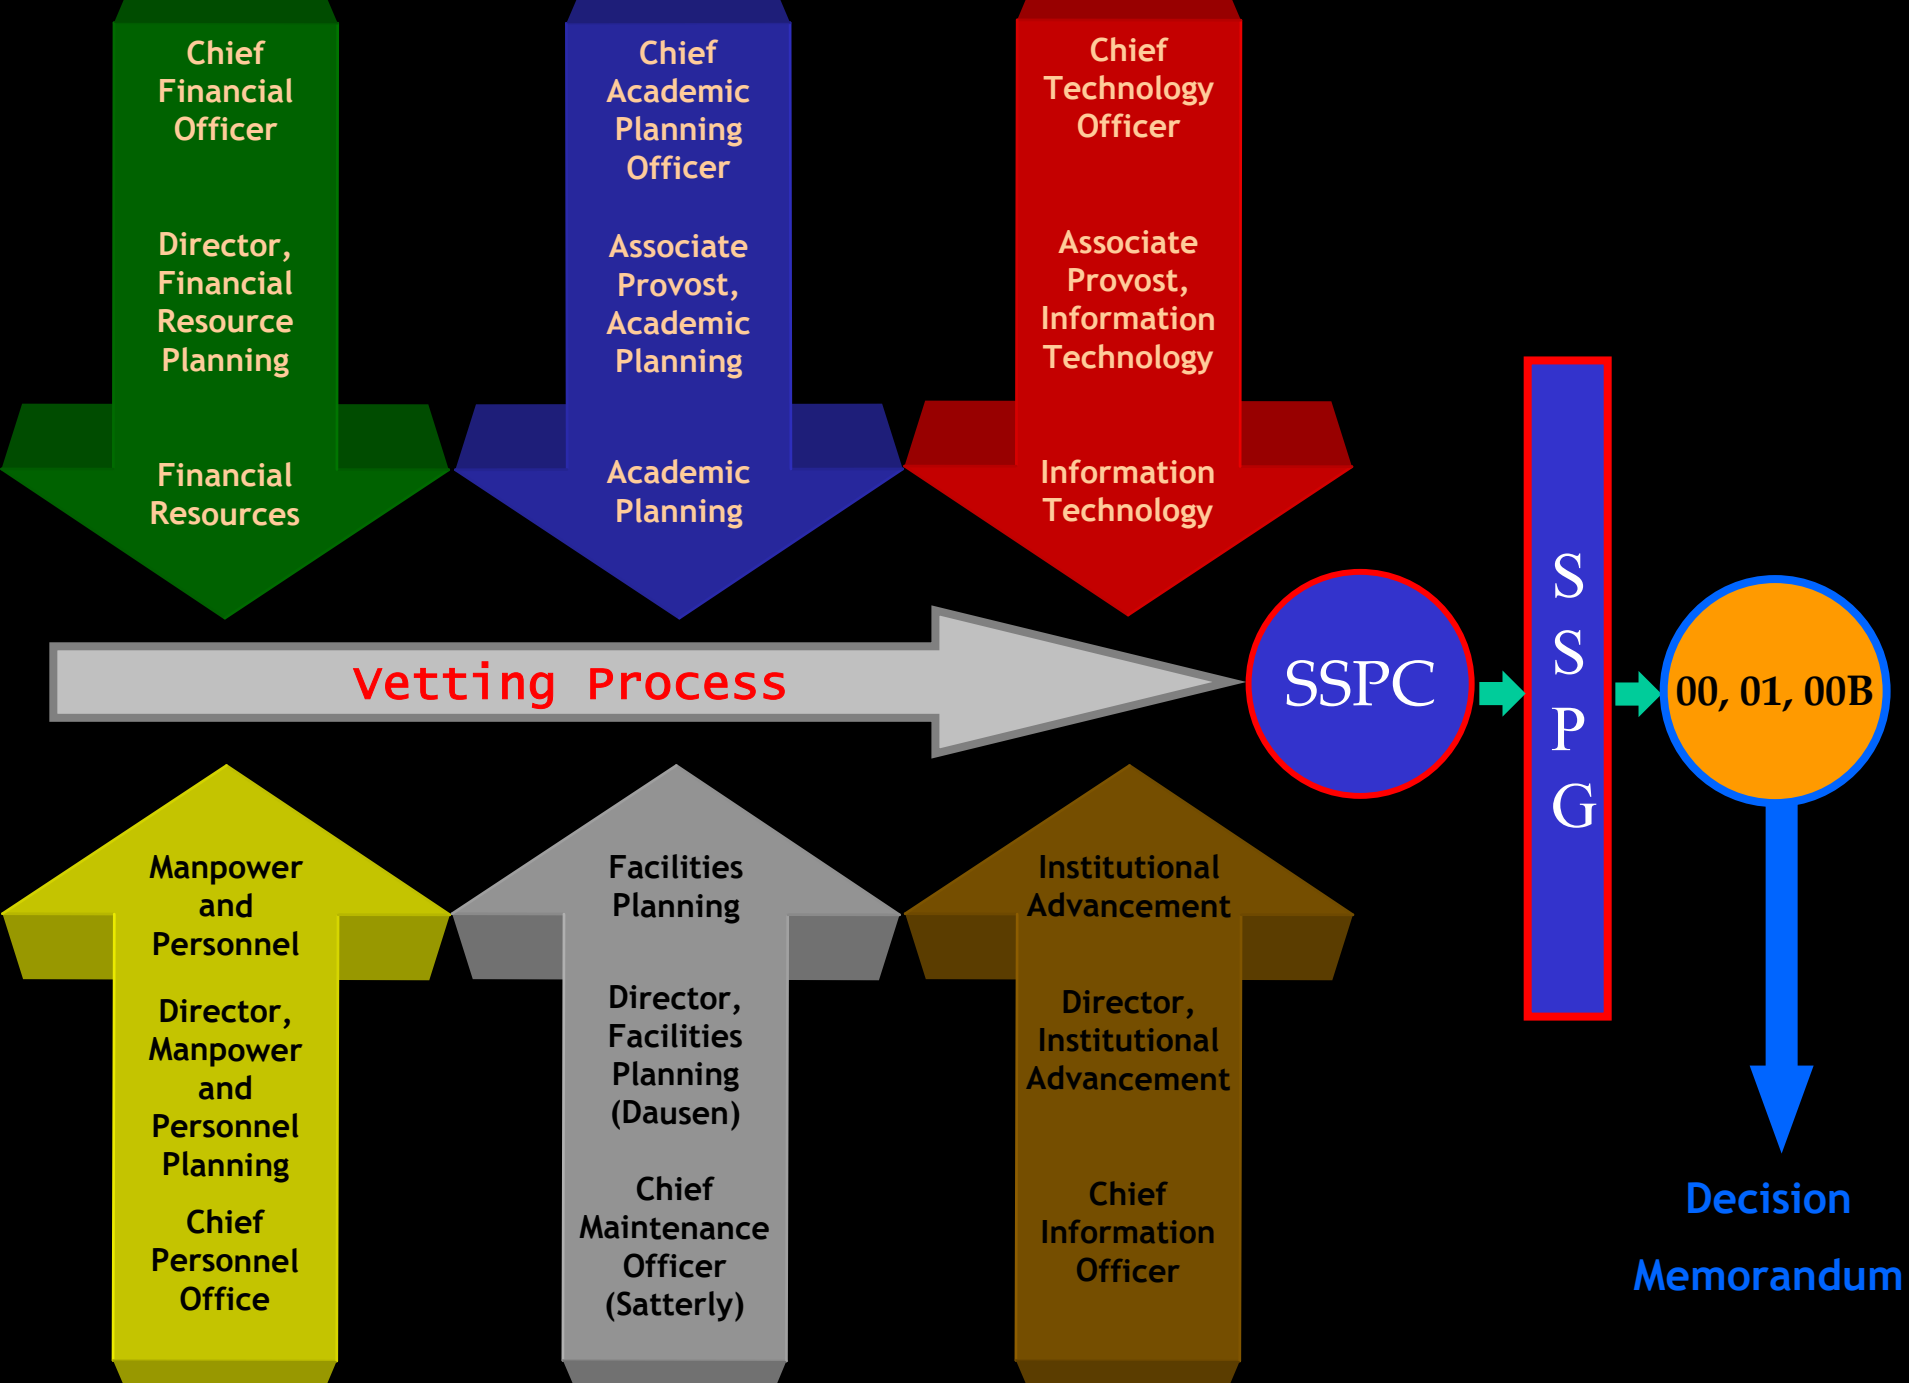 Chief
Financial
Officer
Director,
Financial
Resource
Planning
Financial
Resources
Chief
Academic
Planning
Officer
Associate
Provost,
Academic
Planning
Academic
Planning
Chief
Technology
Officer
Associate
Provost,
Information
Technology
Information
Technology
Vetting Process
SSPC
S
S
P
G
00, 01, 00B
Manpower
and
Personnel
Director,
Manpower
and
Personnel
Planning
Chief
Personnel
Office
Facilities
Planning
Director,
Facilities
Planning
(Dausen)
Chief
Maintenance
Officer
(Satterly)
Institutional
Advancement
Director,
Institutional
Advancement
Chief
Information
Officer
Decision
Memorandum